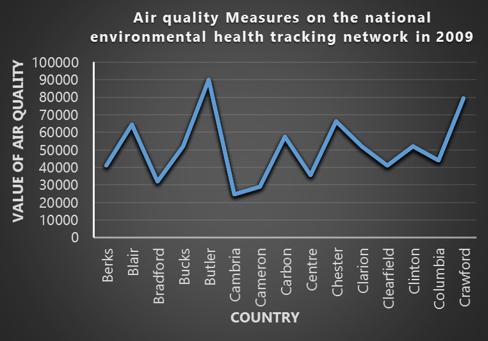 Air quality Measures on the national
environmental health tracking network in 2009
VALUE OF AIR QUALITY
100000
90000
80000
70000
60000
50000
40000
30000
20000
10000
0
Berks
Blair
Bradford
Bucks
Butler
Cambria
Cameron
Carbon
Centre
Chester
Clarion
Clearfield
Clinton
Columbia
Crawford
COUNTRY